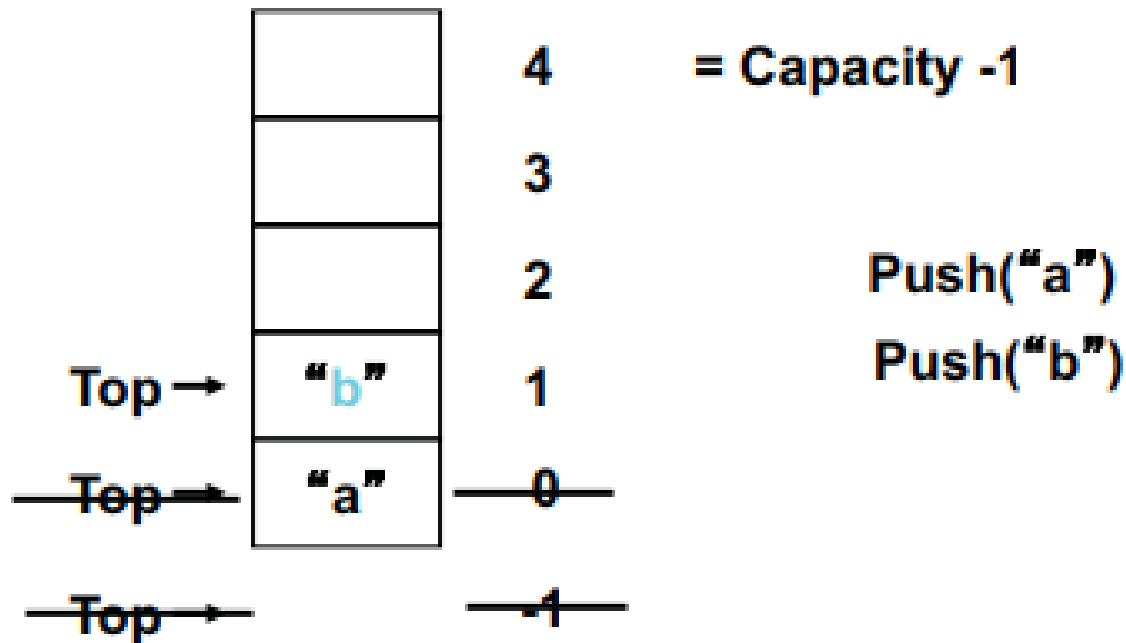 4 = Capacity -1
3
2
Push(“a”)
Push(“b”)
Top “b” 1
Top “a” 0
Top -1